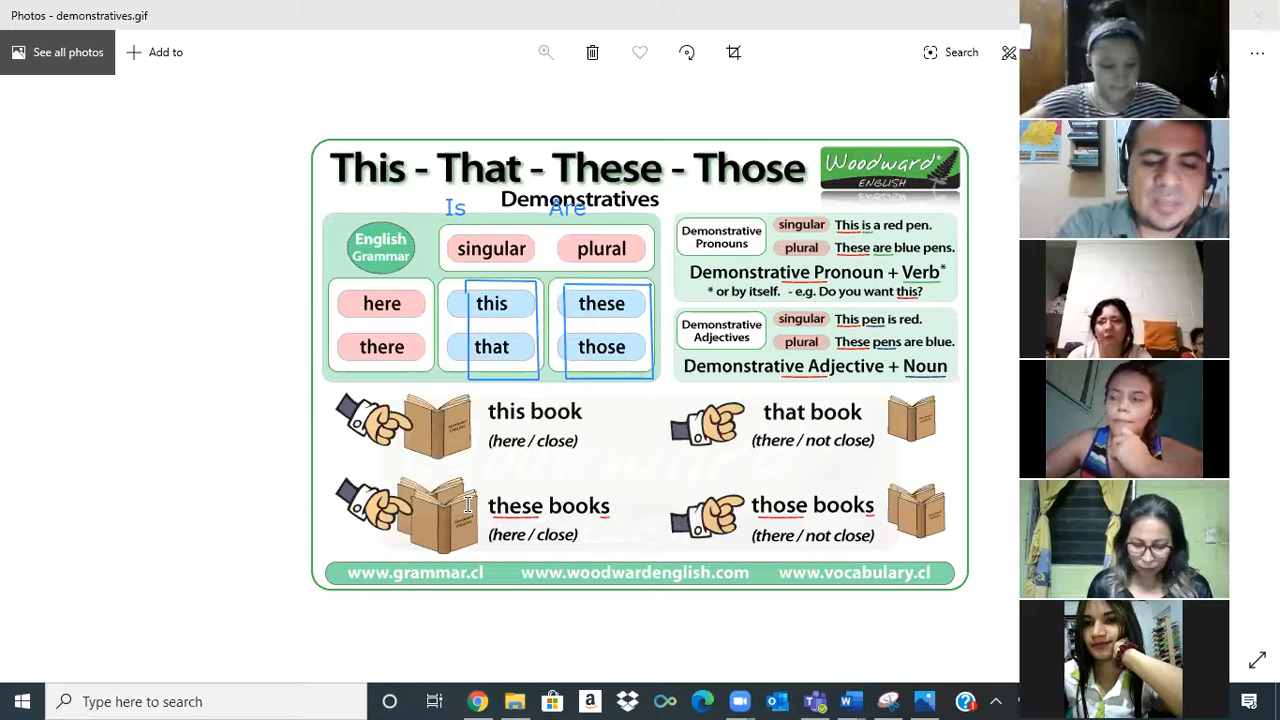 Photos - demonstratives.gif
See all photos
Add to
Search
This - That - These - Those
Woodward®
ENGLISH
Demonstratives
Is
Are
English
Grammar
singular
plural
here
this
these
there
that
those
Demonstrative
Pronouns
singular
This is a red pen.
plural
These are blue pens.
Demonstrative Pronoun + Verb*
* or by itself. - e.g. Do you want this?
Demonstrative
Adjectives
singular
This pen is red.
plural
These pens are blue.
Demonstrative Adjective + Noun
this book
(here / close)
that book
(there / not close)
these books
(here / close)
those books
(there / not close)
www.grammar.cl
www.woodwardenglish.com
www.vocabulary.cl
Type here to search